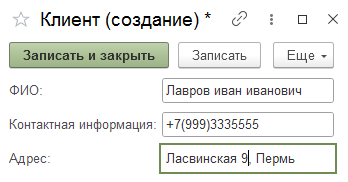 Клиент (создание) *
Записать и закрыть Записать Еще
ФИО: Лавров иван иванович
Контактная информация: +7(999)3335555
Адрес: Ласвинская 9, Пермь